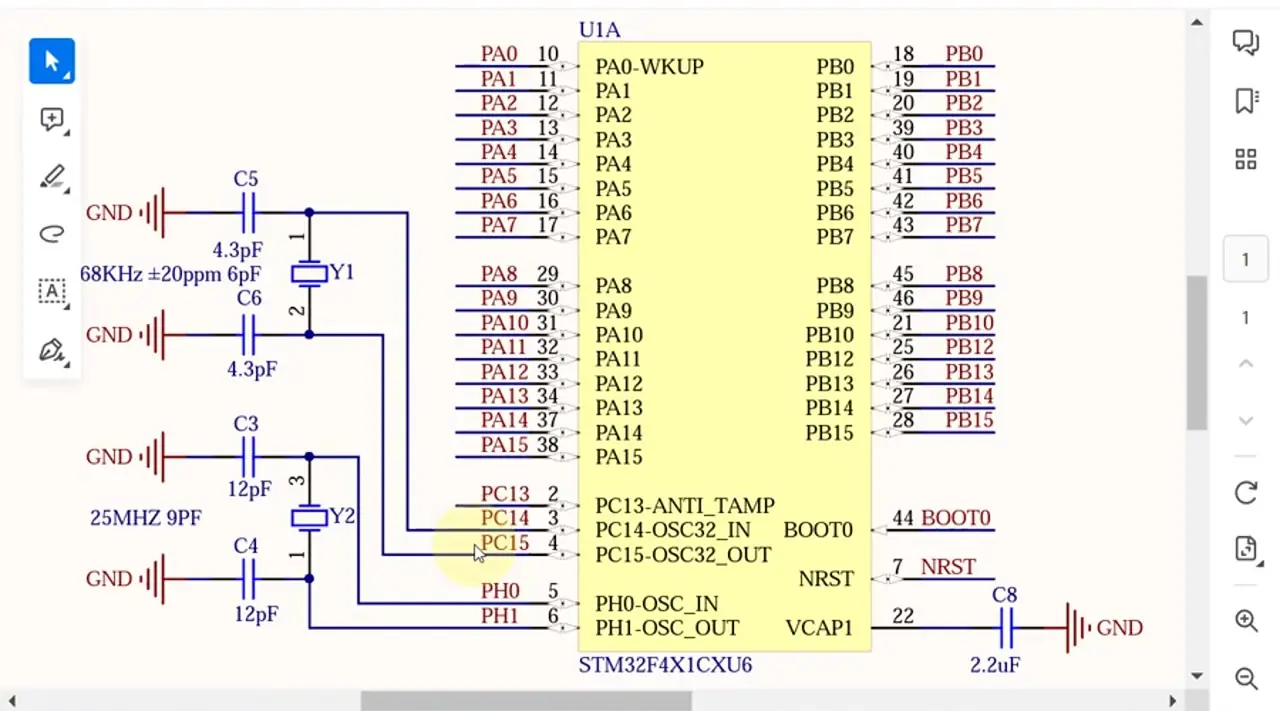 U1A
PA0 10 PA0-WKUP PB0 18 PB0
PA1 11 PA1 PB1 19 PB1
PA2 12 PA2 PB2 20 PB2
PA3 13 PA3 PB3 39 PB3
PA4 14 PA4 PB4 40 PB4
PA5 15 PA5 PB5 41 PB5
PA6 16 PA6 PB6 42 PB6
PA7 17 PA7 PB7 43 PB7
PA8 29 PA8 PB8 45 PB8
PA9 30 PA9 PB9 46 PB9
PA10 31 PA10 PB10 21 PB10
PA11 32 PA11 PB12 25 PB12
PA12 33 PA12 PB13 26 PB13
PA13 34 PA13 PB14 27 PB14
PA14 37 PA14 PB15 28 PB15
PA15 38 PA15
PC13 2 PC13-ANTI_TAMP
PC14 3 PC14-OSC32_IN BOOT0 44 BOOT0
PC15 4 PC15-OSC32_OUT
NRST 7 NRST
PH0 5 PH0-OSC_IN
PH1 6 PH1-OSC_OUT VCAP1 22
STM32F4X1CXU6
C8
GND
2.2uF
C5
GND
1
4.3pF
68KHz ±20ppm 6pF Y1
C6
2
GND
4.3pF
C3
GND
12pF
3
25MHZ 9PF Y2
C4
1
GND
12pF
A
1
1